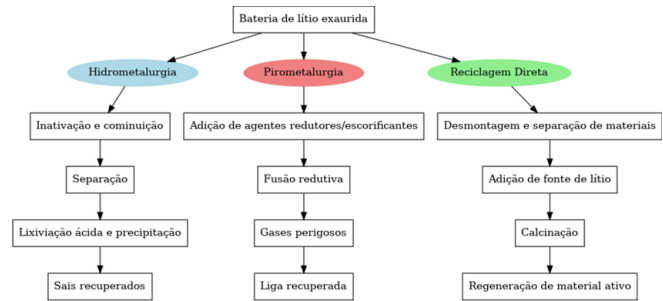 Bateria de lítio exaurida
Hidrometalurgia
Pirometalurgia
Reciclagem Direta
Inativação e cominuição
Adição de agentes redutores/escorificantes
Desmontagem e separação de materiais
Separação
Fusão redutiva
Adição de fonte de lítio
Lixiviação ácida e precipitação
Gases perigosos
Calcinação
Sais recuperados
Liga recuperada
Regeneração de material ativo